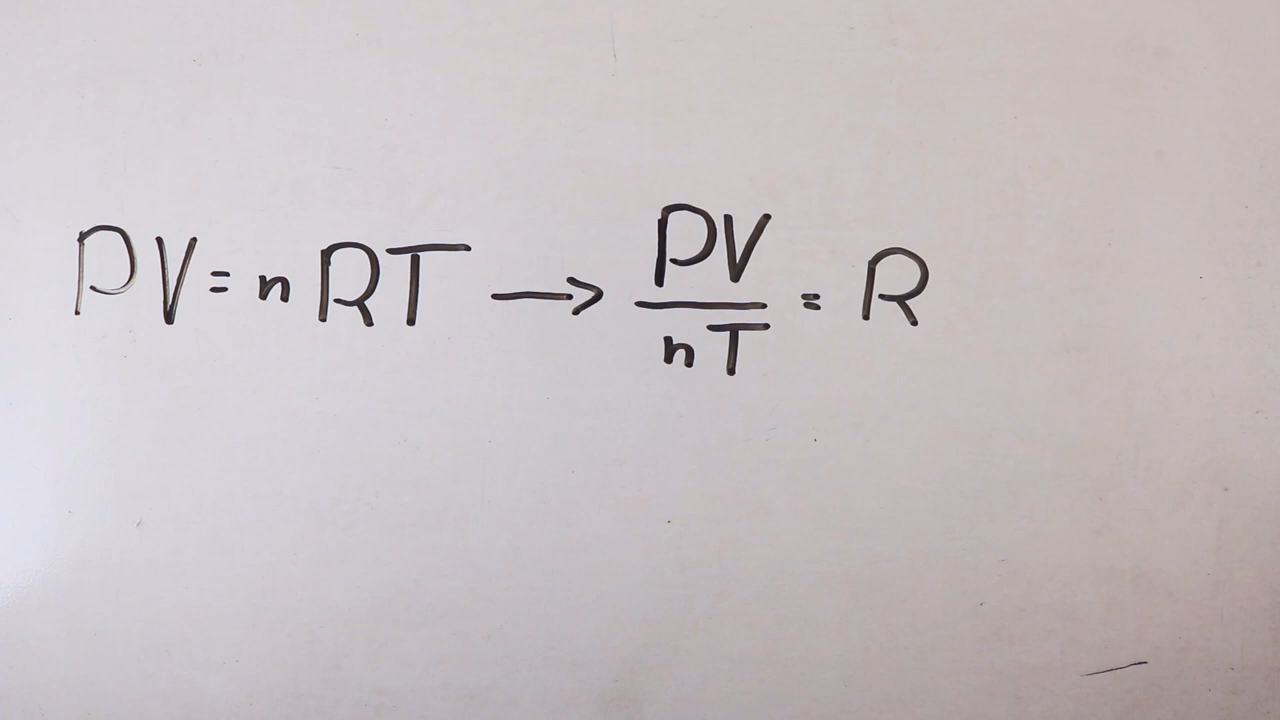 PV = nRT → PV/nT = R